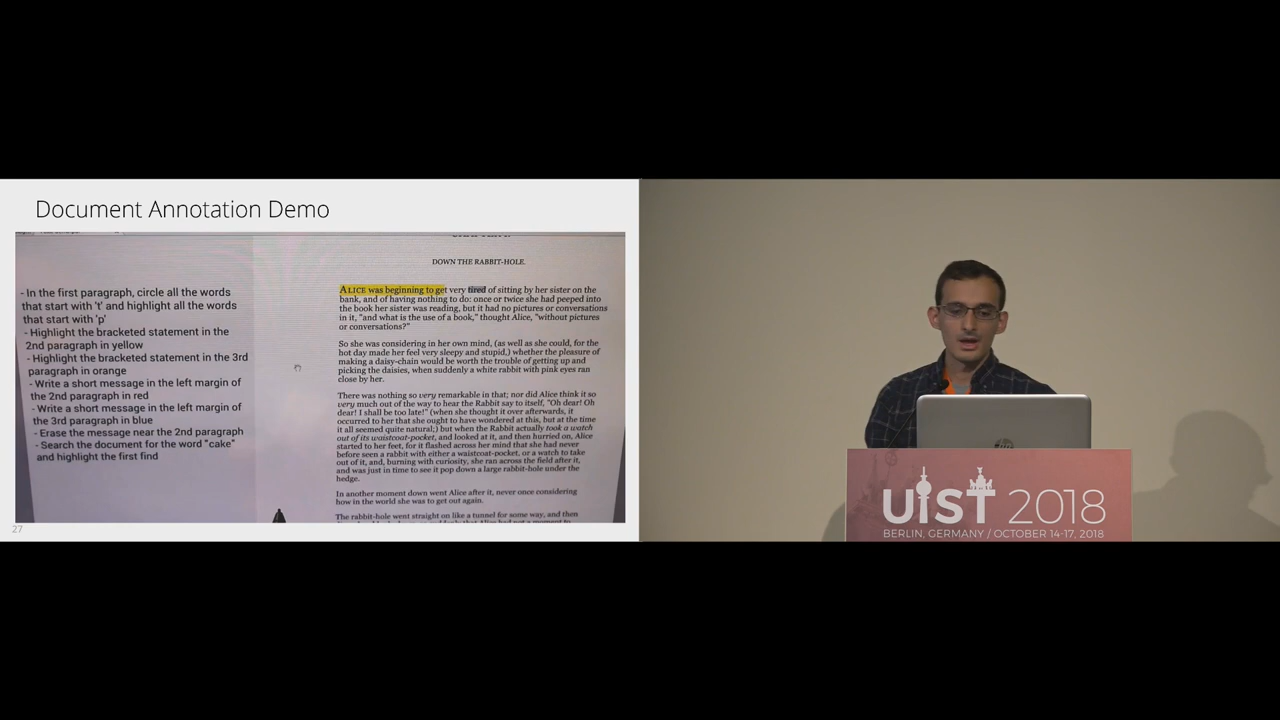 Document Annotation Demo
- In the first paragraph, circle all the words
that start with 't' and highlight all the words
that start with 'p'
- Highlight the bracketed statement in the
2nd paragraph in yellow
- Highlight the bracketed statement in the 3rd
paragraph in orange
- Write a short message in the left margin of
the 2nd paragraph in red
- Write a short message in the left margin of
the 3rd paragraph in blue
- Erase the message near the 2nd paragraph
- Search the document for the word "cake"
and highlight the first find
DOWN THE RABBIT-HOLE.
ALICE was beginning to get very tired of sitting by her sister on the
bank, and of having nothing to do: once or twice she had peeped into
the book her sister was reading, but it had no pictures or conversations
in it, "and what is the use of a book," thought Alice, "without pictures
or conversations?"
So she was considering in her own mind, (as well as she could, for the
hot day made her feel very sleepy and stupid,) whether the pleasure of
making a daisy-chain would be worth the trouble of getting up and
picking the daisies, when suddenly a white rabbit with pink eyes ran
close by her.
There was nothing so very remarkable in that; nor did Alice think it so
very much out of the way to hear the Rabbit say to itself, "Oh dear! Oh
dear! I shall be too late!" (when she thought it over afterwards, it
occurred to her that she ought to have wondered at this, but at the time
it all seemed quite natural;) but when the Rabbit actually took a watch
out of its waistcoat-pocket, and looked at it, and then hurried on, Alice
started to her feet, for it flashed across her mind that she had never
before seen a rabbit with either a waistcoat-pocket, or a watch to take
out of it, and, burning with curiosity, she ran across the field after it,
and was just in time to see it pop down a large rabbit-hole under the
hedge.
In another moment down went Alice after it, never once considering
how in the world she was to get out again.
The rabbit-hole went straight on like a tunnel for some way, and then
27
UIST 2018
BERLIN, GERMANY / OCTOBER 14-17, 2018